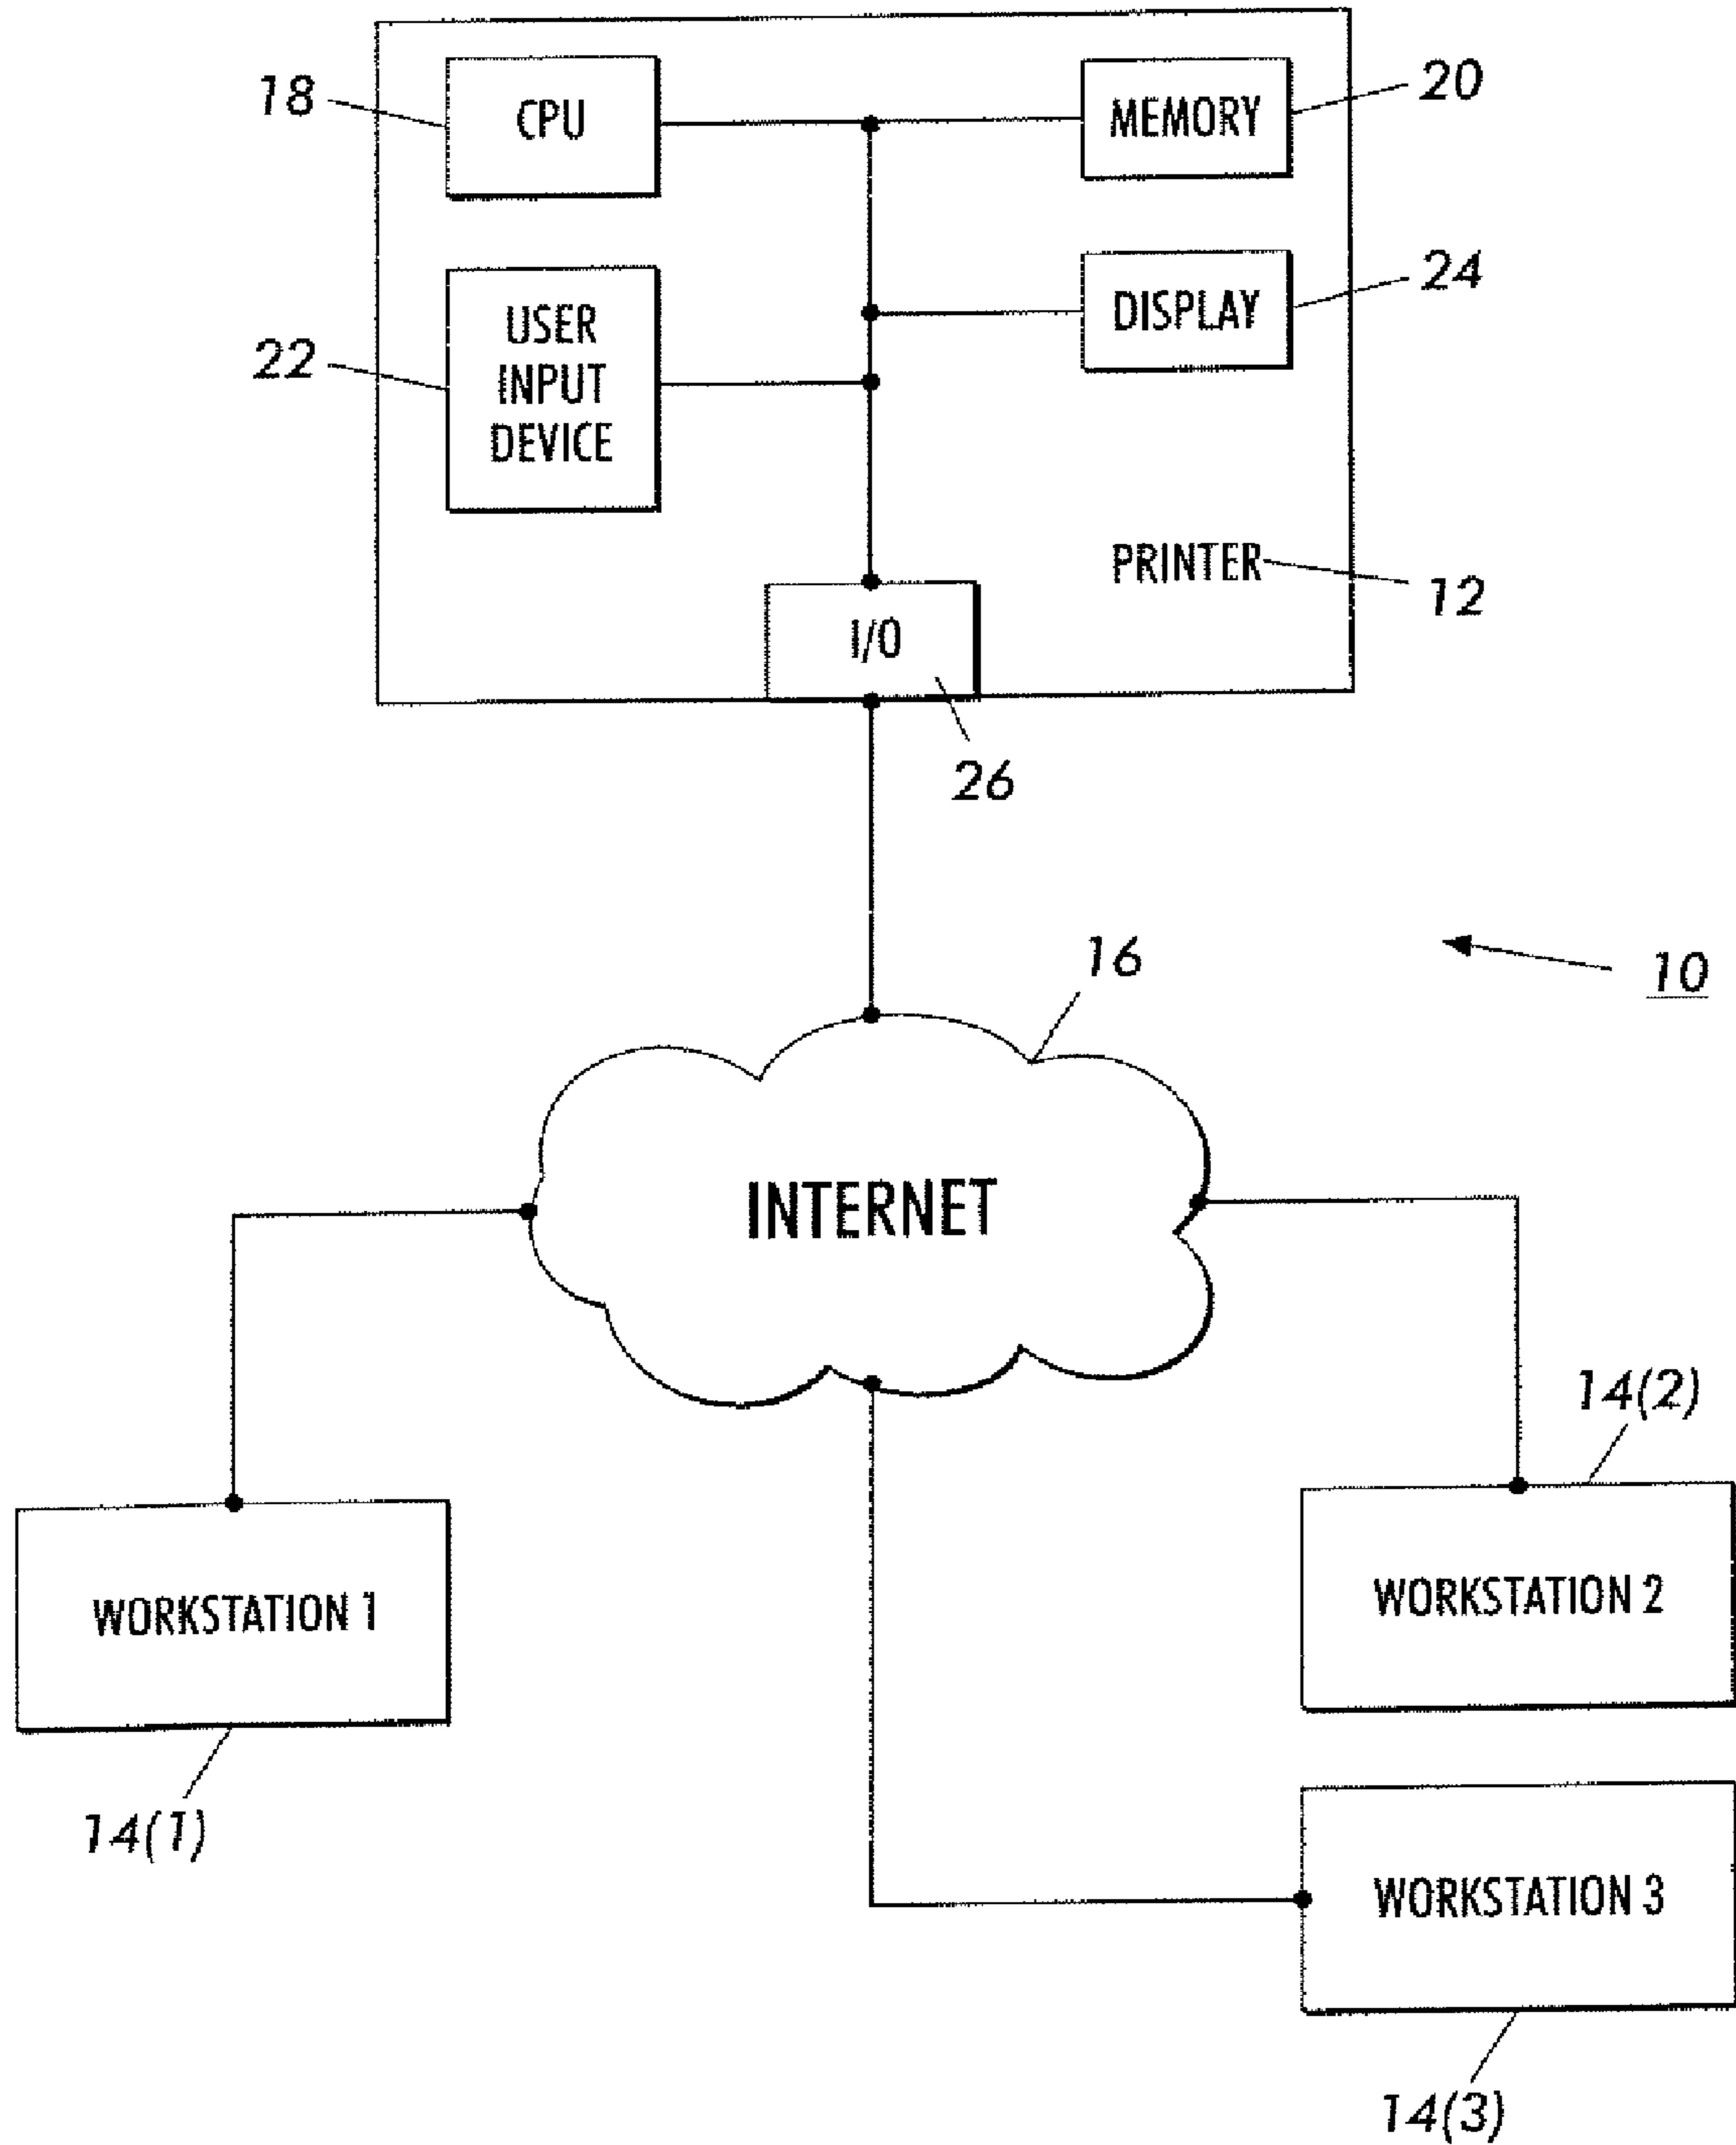 18
CPU
MEMORY
20
22
USER
INPUT
DEVICE
DISPLAY
24
PRINTER
12
I/O
26
16
10
INTERNET
14(2)
WORKSTATION 1
WORKSTATION 2
14(1)
WORKSTATION 3
14(3)